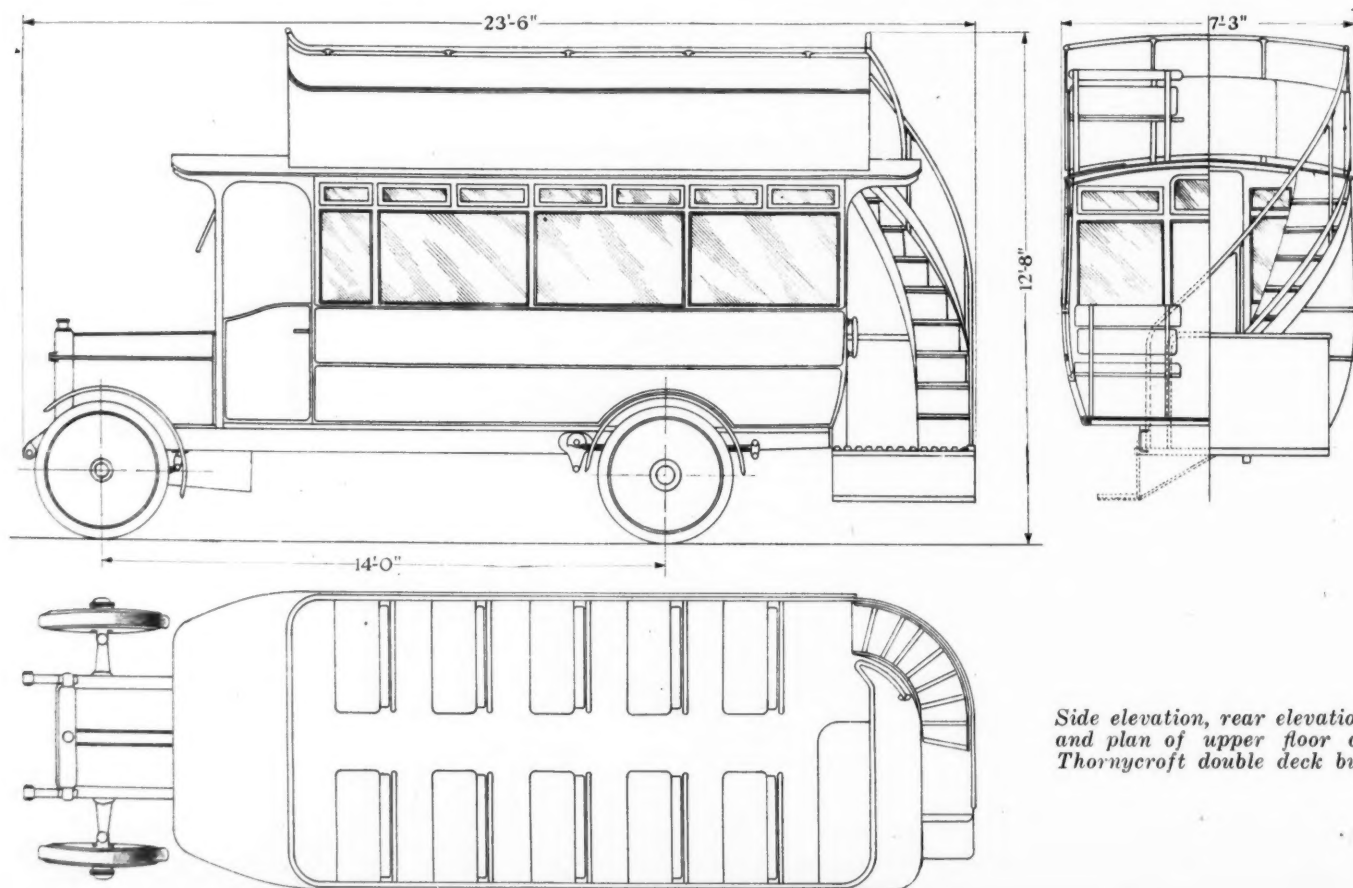 23'-6"
7'-3"
12'-8"
14'-0"
Side elevation, rear
and plan of upper floor
Thornycroft double deck